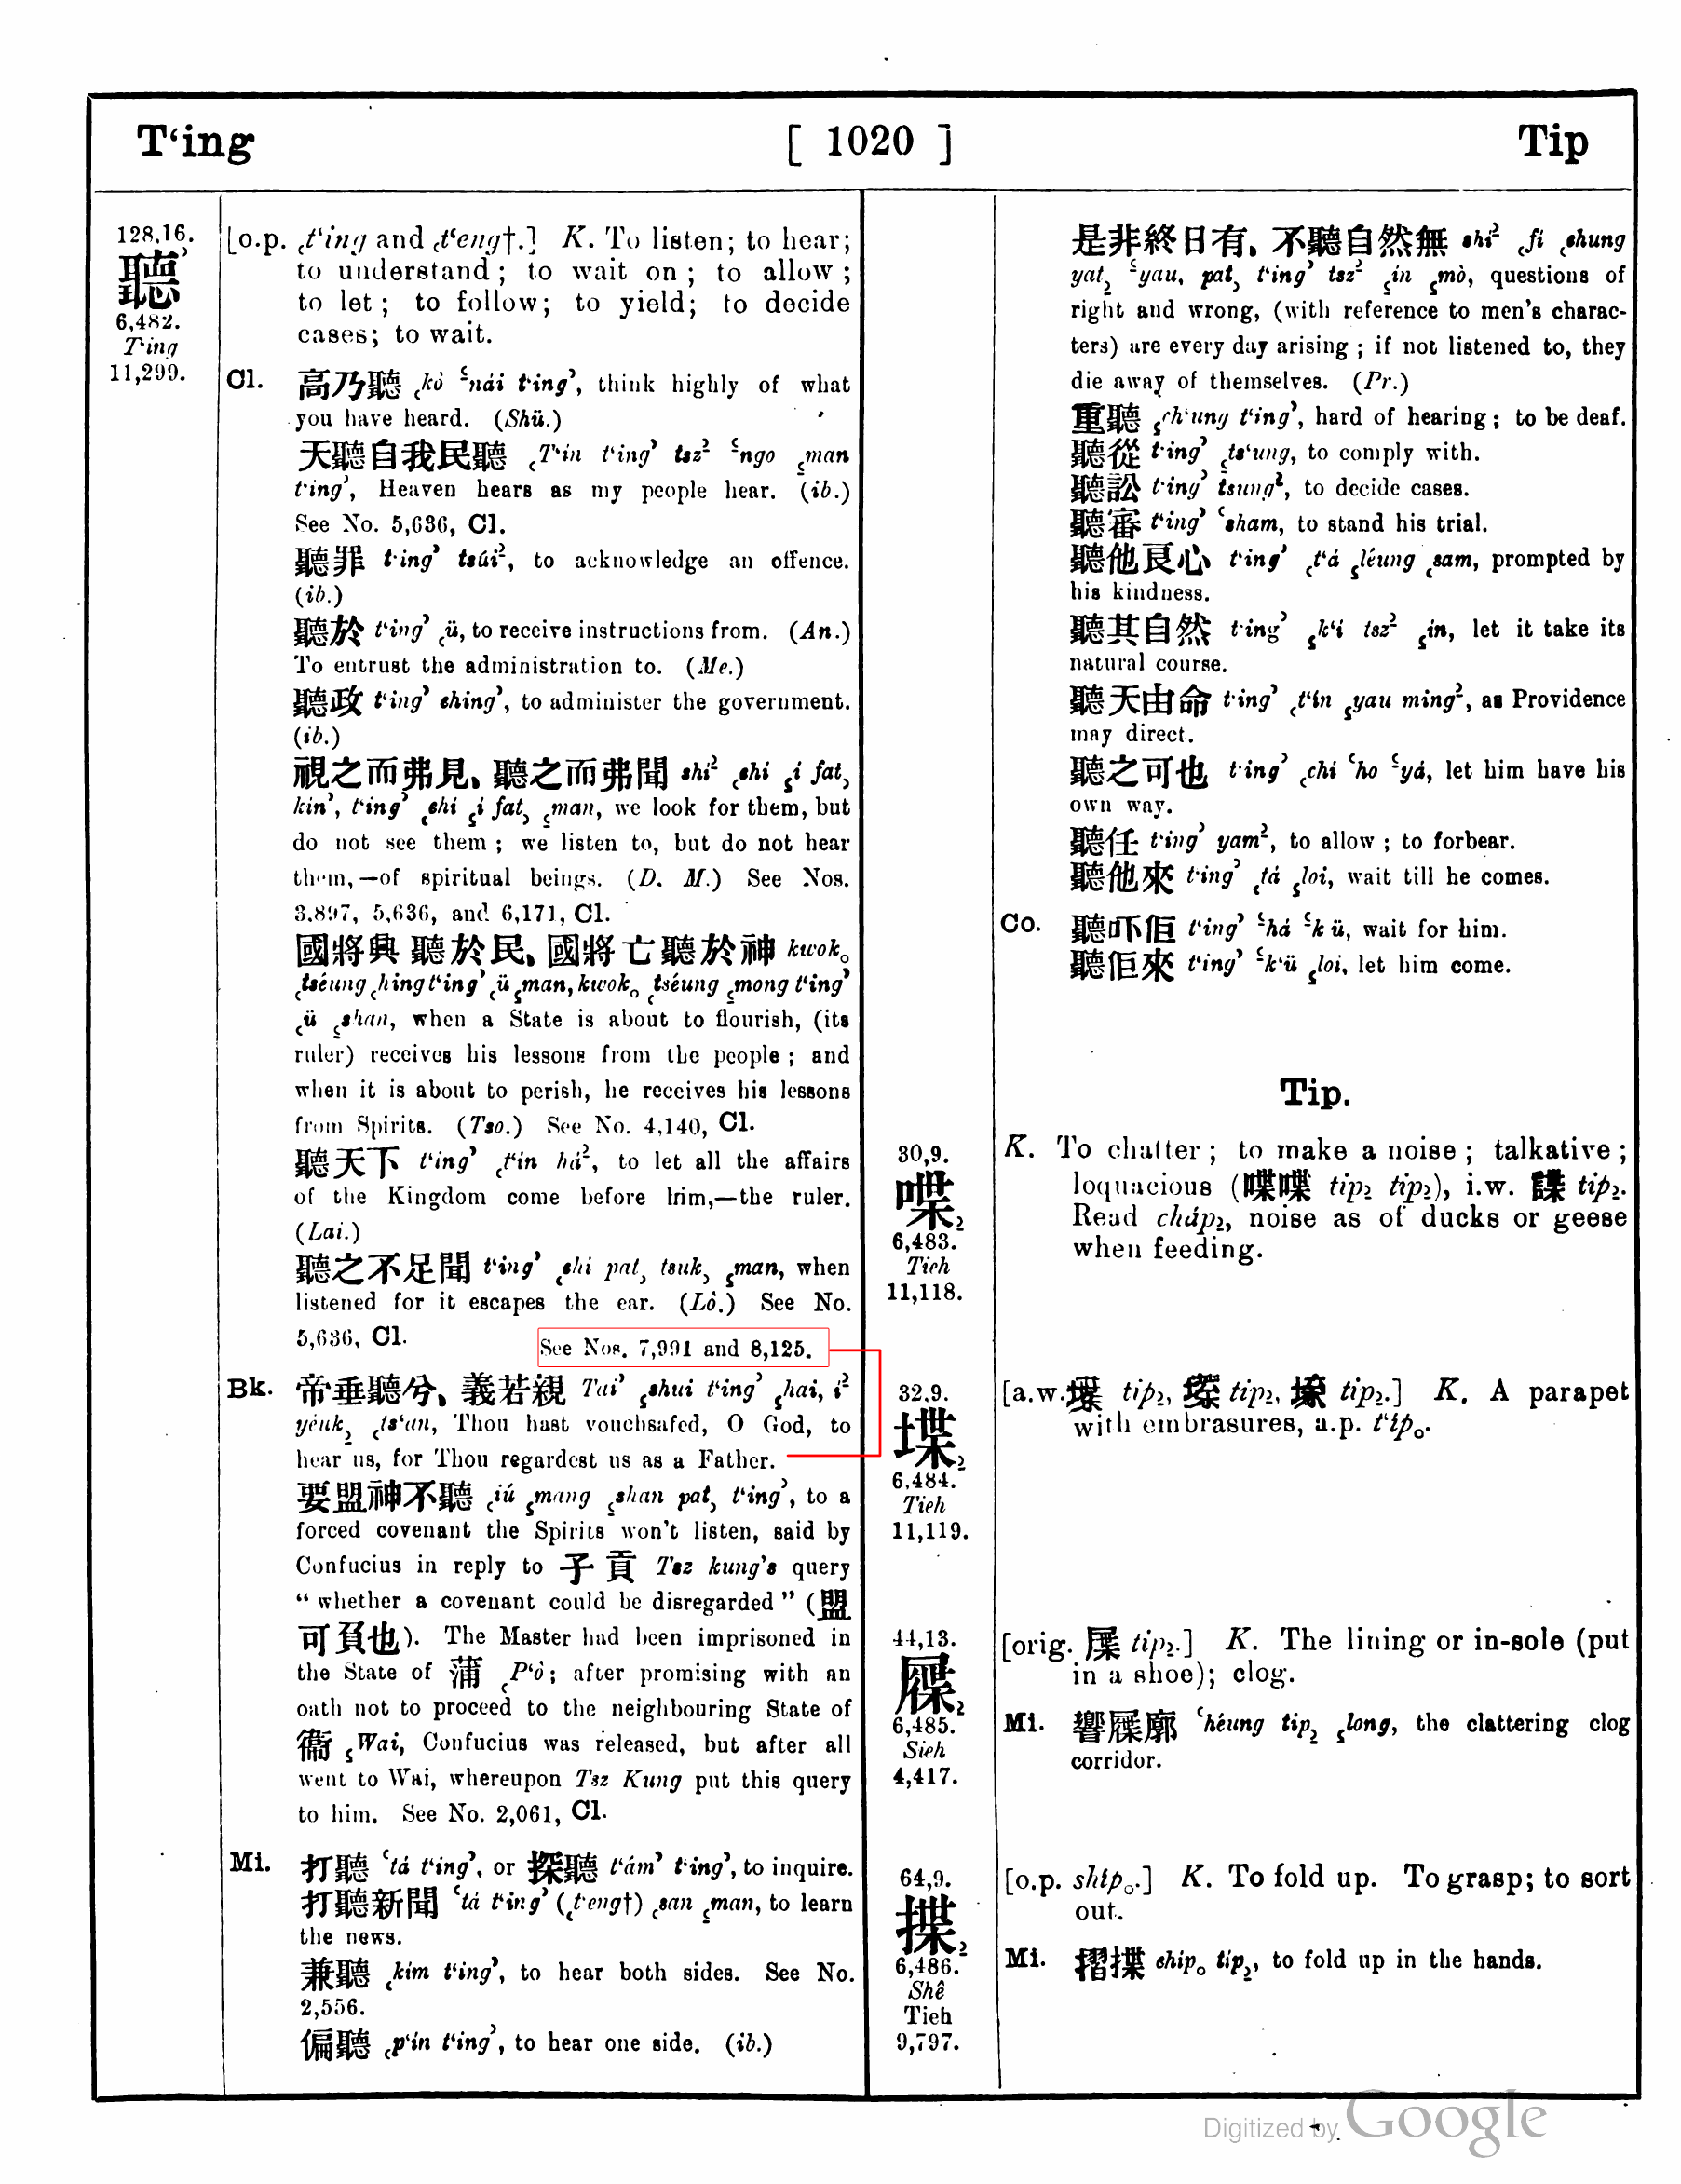 T‘ing [ 1020 ] Tip
128,16.
聽’
6,482.
T‘ing
11,299.
[o.p. ꜀t‘ing and ꜀t‘eng†.] K. To listen; to hear;
to understand; to wait on; to allow;
to let; to follow; to yield; to decide
cases; to wait.
Cl. 高乃聽 ꜀kò ꜃nái t‘ing’, think highly of what
you have heard. (Shü.)
天聽自我民聽 ꜀T‘ín t‘ing’ tsz² ꜃ngo ꜁man
t‘ing’, Heaven hears as my people hear. (ib.)
See No. 5,636, Cl.
聽罪 t‘ing’ tsúi², to acknowledge an offence.
(ib.)
聽於 t‘ing’ ꜀ü, to receive instructions from. (An.)
To entrust the administration to. (Me.)
聽政 t‘ing’ ching’, to administer the government.
(ib.)
視之而弗見、聽之而弗聞 shi² ꜀chi ꜁í fat꜆
kin’, t‘ing’ ꜀chi ꜁í fat꜆ ꜁man, we look for them, but
do not see them; we listen to, but do not hear
them,—of spiritual beings. (D. M.) See Nos.
3,897, 5,636, and 6,171, Cl.
國將興聽於民、國將亡聽於神 kwok。
꜀tséung ꜀hing t‘ing’ ꜀ü ꜁man, kwok。 ꜀tséung ꜁mong t‘ing’
꜀ü ꜁shan, when a State is about to flourish, (its
ruler) receives his lessons from the people; and
when it is about to perish, he receives his lessons
from Spirits. (Tso.) See No. 4,140, Cl.
聽天下 t‘ing’ ꜀t‘ín há², to let all the affairs
of the Kingdom come before him,—the ruler.
(Lai.)
聽之不足聞 t‘ing’ ꜀chi pat꜆ tsuk꜆ ꜁man, when
listened for it escapes the ear. (Lò.) See No.
5,636, Cl.
See Nos. 7,991 and 8,125.
Bk. 帝垂聽兮、義若親 Tai’ ꜁shui t‘ing’ ꜁hai, í²
yéuk꜇ ꜀ts‘an, Thou hast vouchsafed, O God, to
hear us, for Thou regardest us as a Father.
要盟神不聽 ꜀iú ꜁mang ꜁shan pat꜆ t‘ing’, to a
forced covenant the Spirits won’t listen, said by
Confucius in reply to 子貢 Tsz kung’s query
“whether a covenant could be disregarded” (盟
可負也). The Master had been imprisoned in
the State of 蒲 ꜁P‘ò; after promising with an
oath not to proceed to the neighbouring State of
衞 ꜁Wai, Confucius was released, but after all
went to Wai, whereupon Tsz Kung put this query
to him. See No. 2,061, Cl.
Mi. 打聽 ꜂tá t‘ing’, or 探聽 t‘ám’ t‘ing’, to inquire.
打聽新聞 ꜂tá t‘ing’ (꜀t‘eng†) ꜀san ꜁man, to learn
the news.
兼聽 ꜀kím t‘ing’, to hear both sides. See No.
2,556.
偏聽 ꜀p‘ín t‘ing’, to hear one side. (ib.)
是非終日有、不聽自然無 shí² ꜀fí ꜀chung
yat꜇ ꜃yau, pat꜆ t‘ing’ tsz² ꜁ín ꜁mò, questions of
right and wrong, (with reference to men’s charac-
ters) are every day arising; if not listened to, they
die away of themselves. (Pr.)
重聽 ꜁ch‘ung t‘ing’, hard of hearing; to be deaf.
聽從 t‘ing’ ꜁ts‘ung, to comply with.
聽訟 t‘ing’ tsung², to decide cases.
聽審 t‘ing’ ꜂sham, to stand his trial.
聽他艮心 t‘ing’ ꜀t‘á ꜁léung ꜀sam, prompted by
his kindness.
聽其自然 t‘ing’ ꜁k‘i tsz² ꜁ín, let it take its
natural course.
聽天由命 t‘ing’ ꜀t‘ín ꜁yau ming², as Providence
may direct.
聽之可也 t‘ing’ ꜀chi ꜂ho ꜃yá, let him have his
own way.
聽任 t‘ing’ yam², to allow; to forbear.
聽他來 t‘ing’ ꜀tá ꜁loi, wait till he comes.
Co. 聽吓佢 t‘ing’ ꜃há ꜃k‘ü, wait for him.
聽佢來 t‘ing’ ꜃k‘ü ꜁loi, let him come.
Tip.
30,9.
喋₂
6,483.
Tieh
11,118.
K. To chatter; to make a noise; talkative;
loquacious (喋喋 tip₂ tip₂), i.w. 諜 tip₂.
Read cháp₂, noise as of ducks or geese
when feeding.
32.9.
堞₂
6,484.
Tieh
11,119.
[a.w. tip₂, tip₂, tip₂.] K. A parapet
with embrasures, a.p. t‘ip。.
44,13.
屧₂
6,485.
Sieh
4,417.
[orig. tip₂.] K. The lining or in-sole (put
in a shoe); clog.
Mi. 響屧廓 ꜂héung tip₂ ꜁long, the clattering clog
corridor.
64,9.
揲₂
6,486.
Shê
Tieh
9,797.
[o.p. shíp。.] K. To fold up. To grasp; to sort
out.
Mi. 摺揲 chip。 tip₂, to fold up in the hands.
Digitized by Google